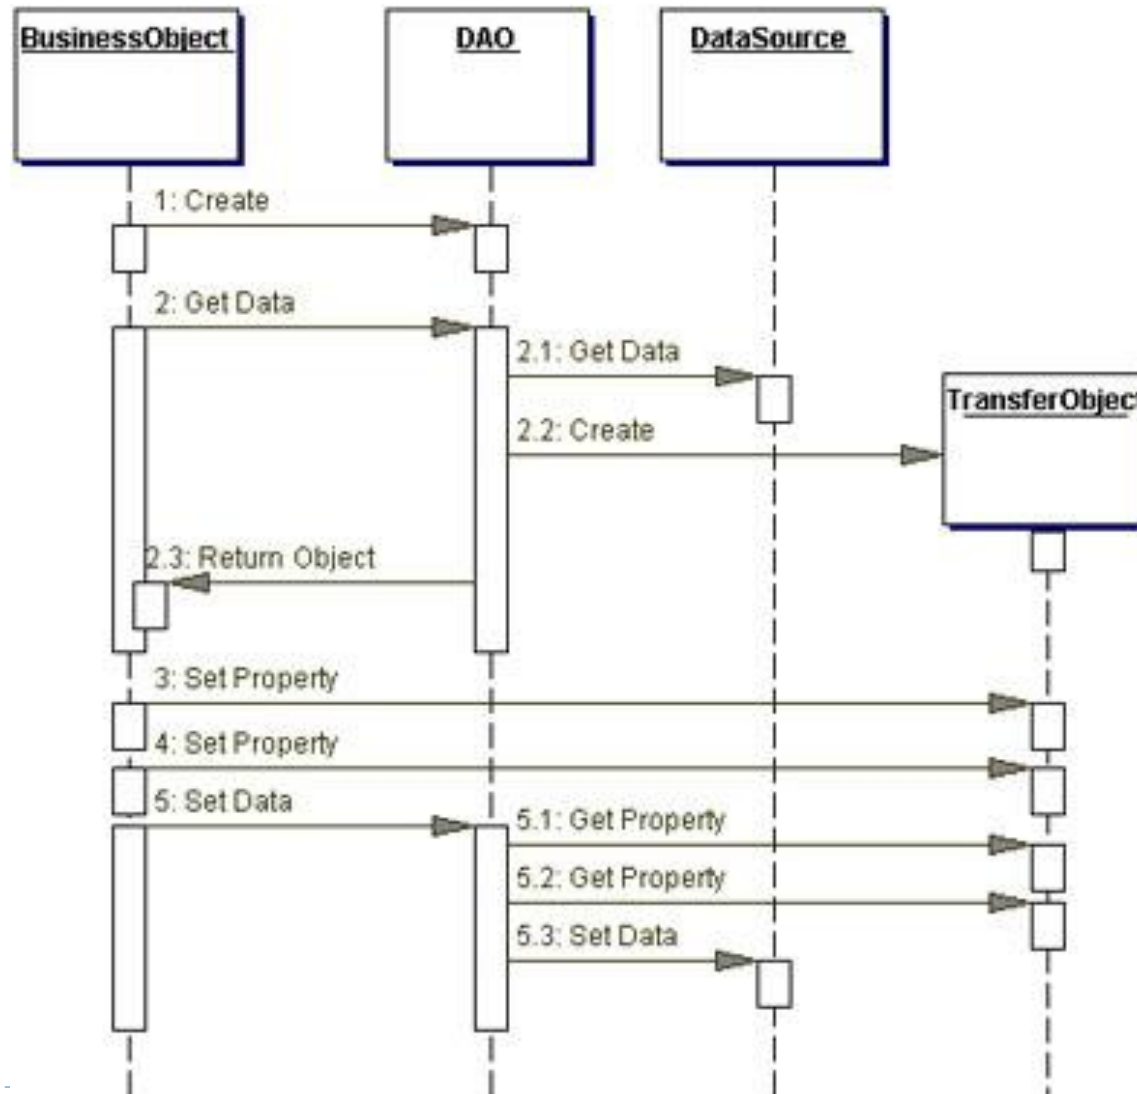 BusinessObject
DAO
DataSource
1: Create
2: Get Data
2.1: Get Data
TransferObject
2.2: Create
2.3: Return Object
3: Set Property
4: Set Property
5: Set Data
5.1: Get Property
5.2: Get Property
5.3: Set Data